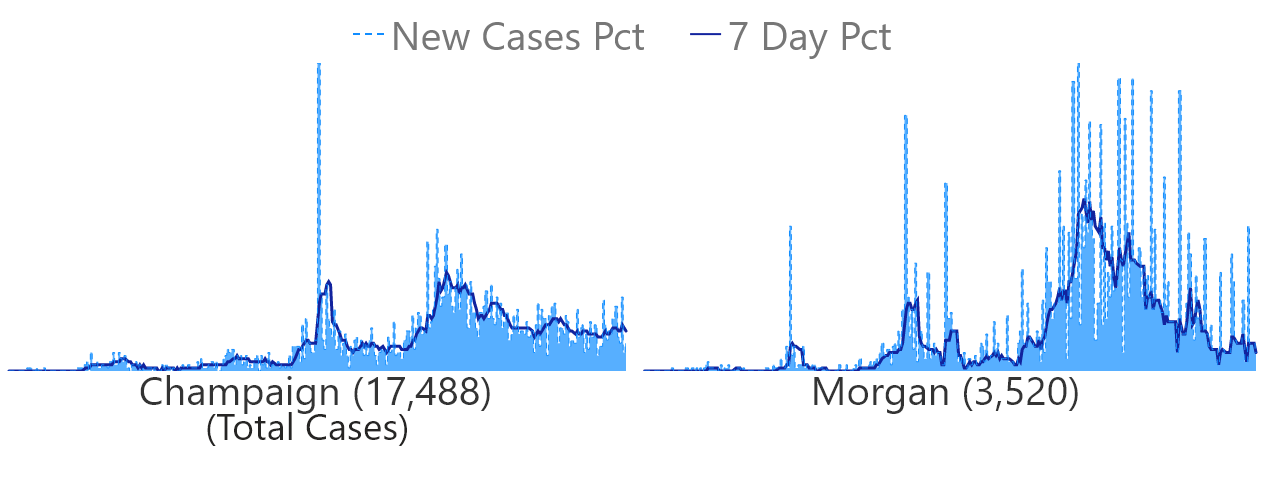 New Cases Pct 7 Day Pct
Champaign (17,488)
(Total Cases)
Morgan (3,520)